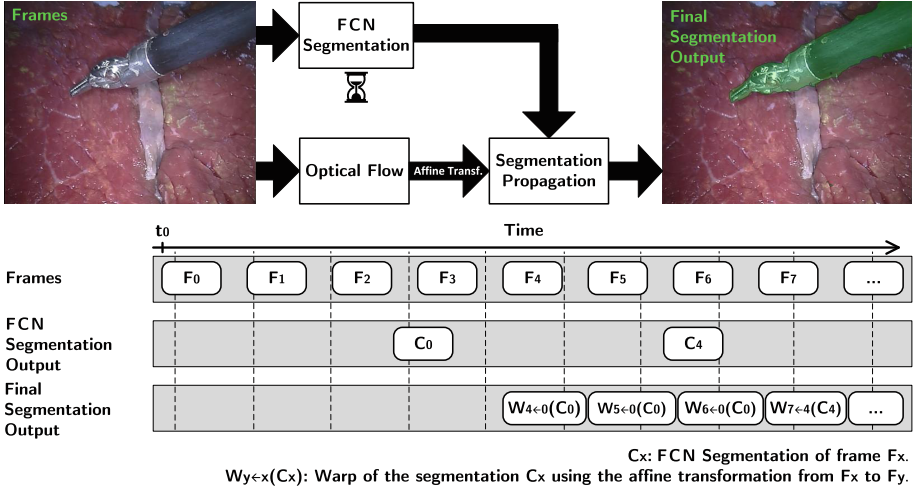 Frames
FCN
Segmentation
Final
Segmentation
Output
Optical Flow
Affine Transf.
Segmentation
Propagation
t0
Time
Frames
F0 F1 F2 F3 F4 F5 F6 F7 ...
FCN
Segmentation
Output
C0 C4
Final
Segmentation
Output
W4←0(C0) W5←0(C0) W6←0(C0) W7←4(C4) ...
Cx: FCN Segmentation of frame Fx.
Wy←x(Cx): Warp of the segmentation Cx using the affine transformation from Fx to Fy.